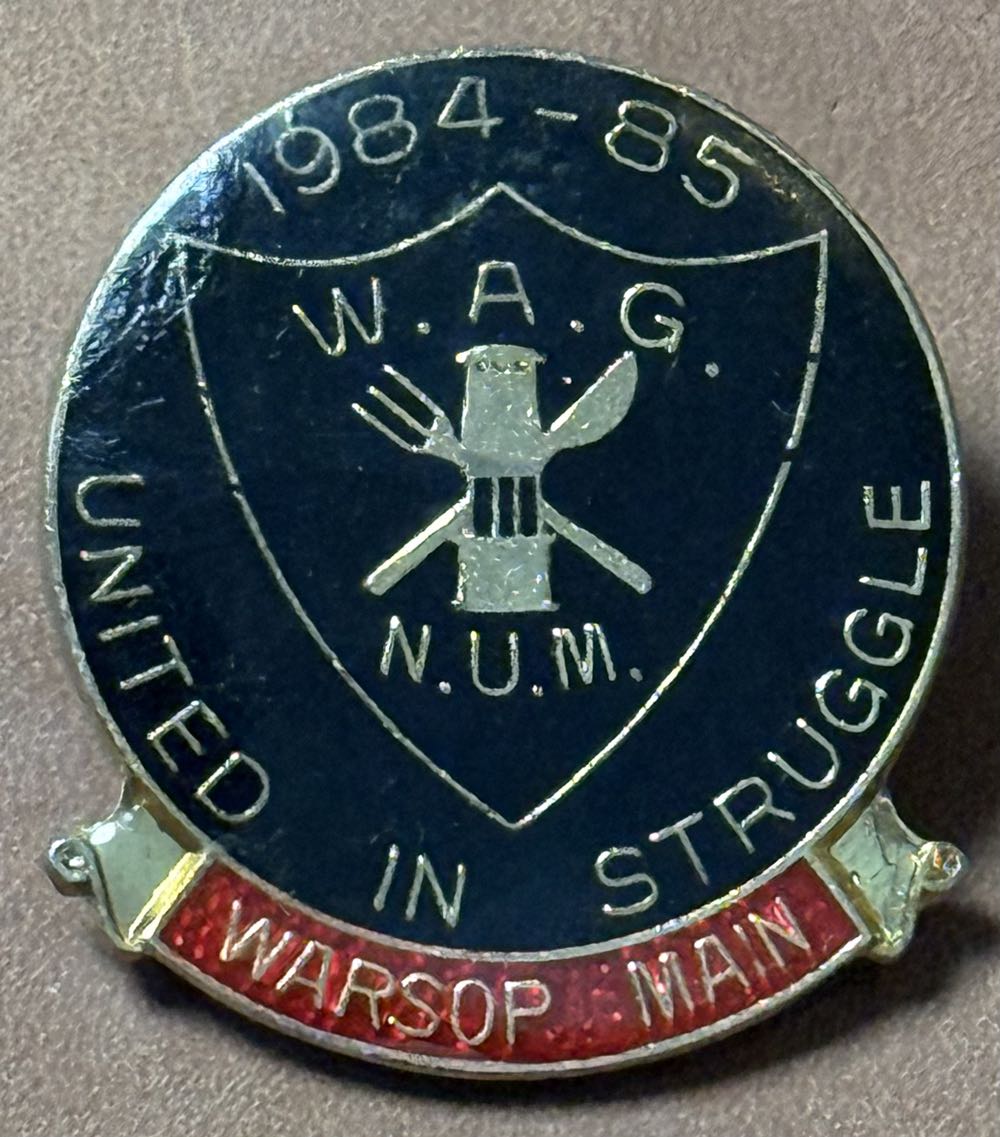 1984-85
W.A.G.
N.U.M.
UNITED IN STRUGGLE
WARSOP MAIN